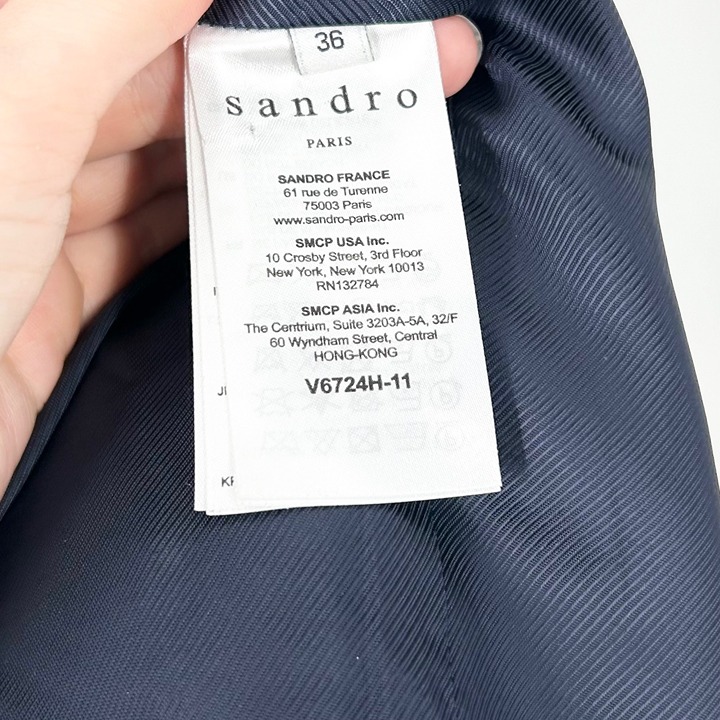 36
sandro
PARIS
SANDRO FRANCE
61 rue de Turenne
75003 Paris
www.sandro-paris.com
SMCP USA Inc.
10 Crosby Street, 3rd Floor
New York, New York 10013
RN132784
SMCP ASIA Inc.
The Centrium, Suite 3203A-5A, 32/F
60 Wyndham Street, Central
HONG-KONG
V6724H-11